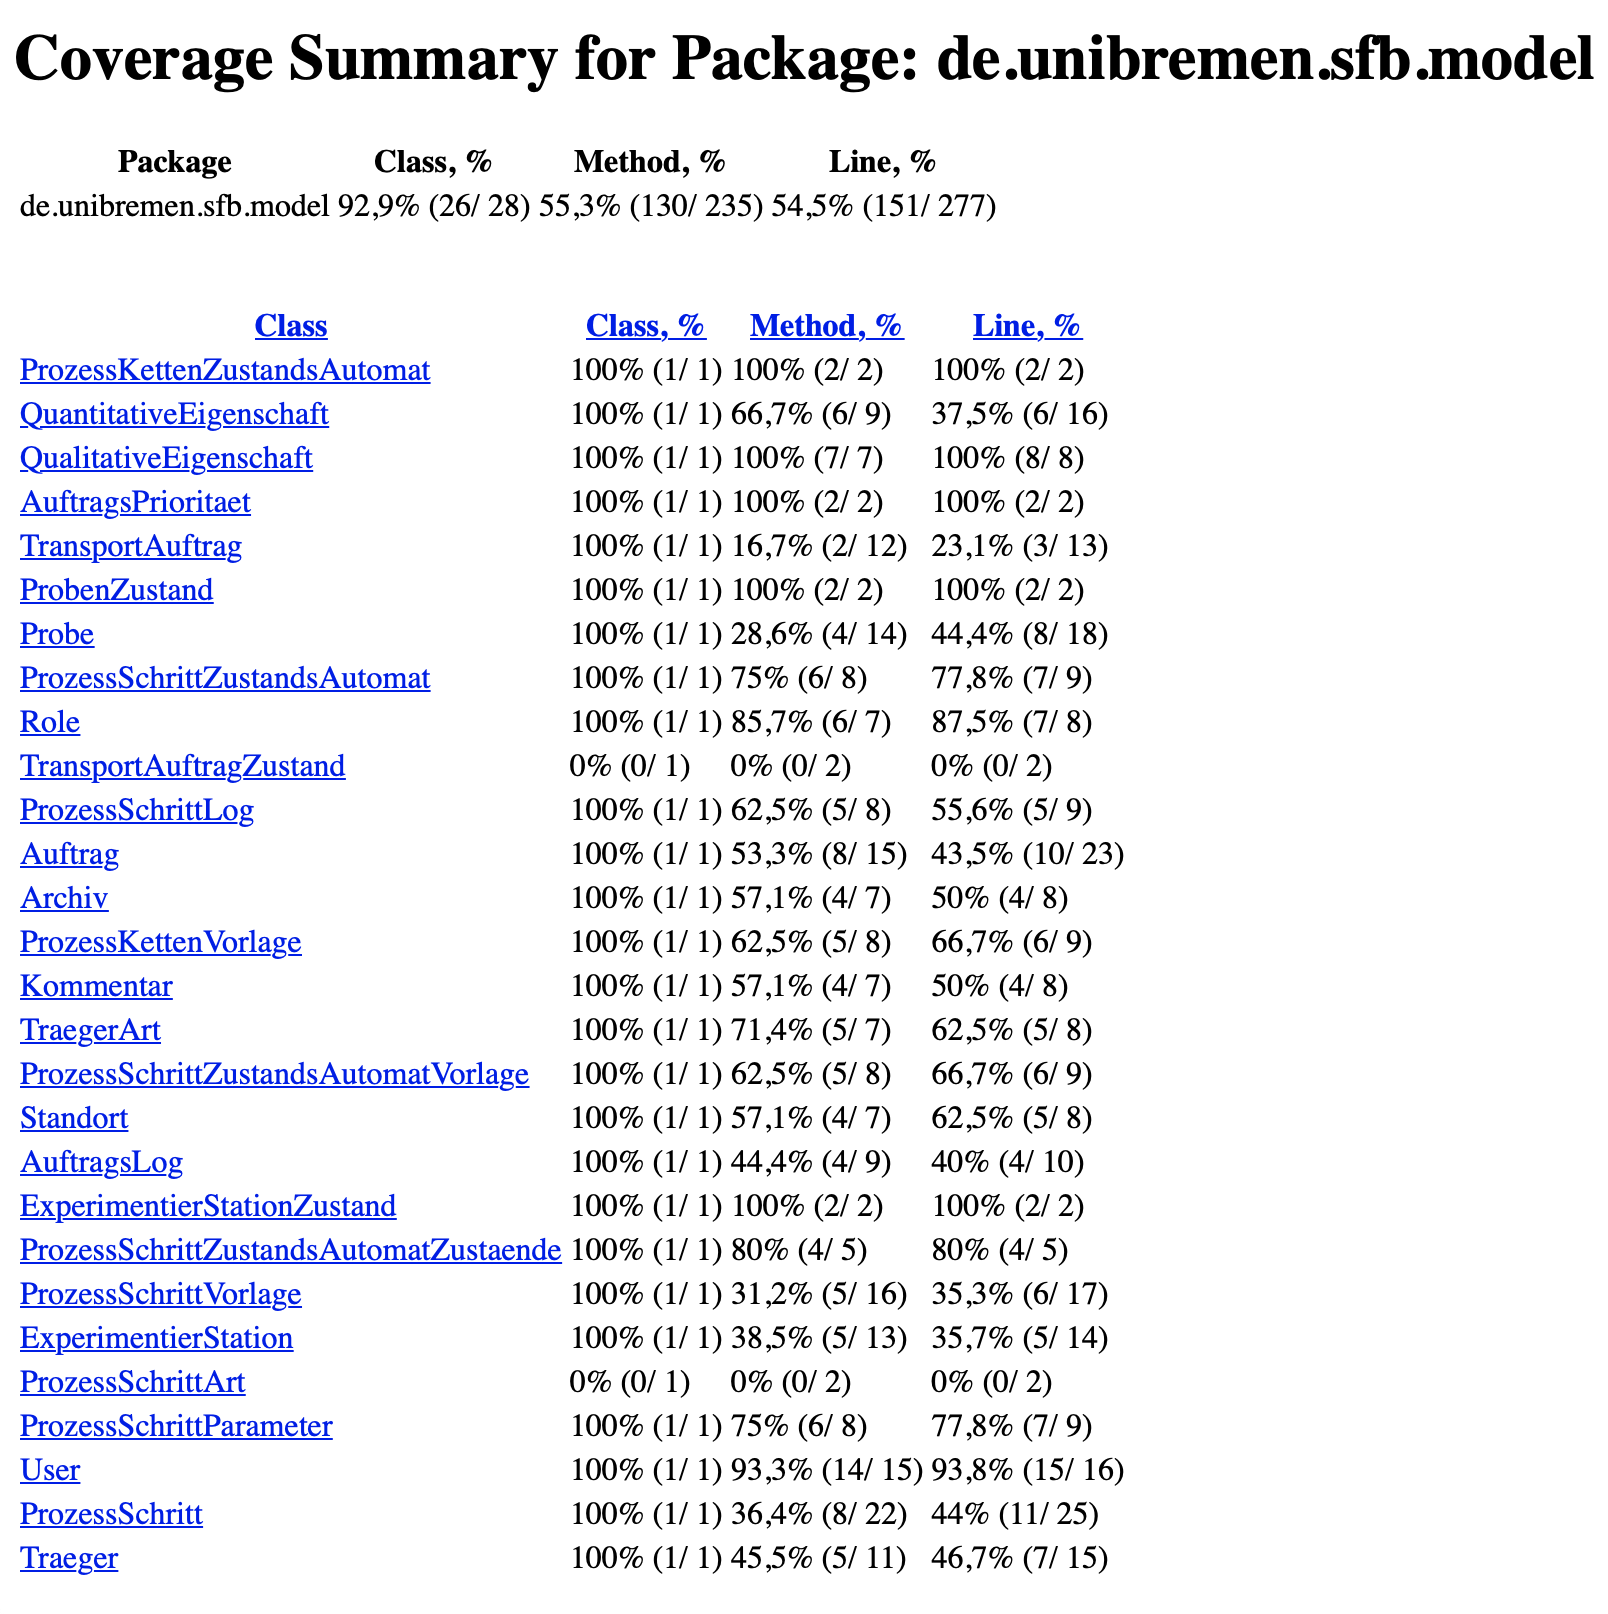 Coverage Summary for Package: de.unibremen.sfb.model
Package Class, % Method, % Line, %
de.unibremen.sfb.model 92,9% (26/ 28) 55,3% (130/ 235) 54,5% (151/ 277)
Class Class, % Method, % Line, %
ProzessKettenZustandsAutomat 100% (1/ 1) 100% (2/ 2) 100% (2/ 2)
QuantitativeEigenschaft 100% (1/ 1) 66,7% (6/ 9) 37,5% (6/ 16)
QualitativeEigenschaft 100% (1/ 1) 100% (7/ 7) 100% (8/ 8)
AuftragsPrioritaet 100% (1/ 1) 100% (2/ 2) 100% (2/ 2)
TransportAuftrag 100% (1/ 1) 16,7% (2/ 12) 23,1% (3/ 13)
ProbenZustand 100% (1/ 1) 100% (2/ 2) 100% (2/ 2)
Probe 100% (1/ 1) 28,6% (4/ 14) 44,4% (8/ 18)
ProzessSchrittZustandsAutomat 100% (1/ 1) 75% (6/ 8) 77,8% (7/ 9)
Role 100% (1/ 1) 85,7% (6/ 7) 87,5% (7/ 8)
TransportAuftragZustand 0% (0/ 1) 0% (0/ 2) 0% (0/ 2)
ProzessSchrittLog 100% (1/ 1) 62,5% (5/ 8) 55,6% (5/ 9)
Auftrag 100% (1/ 1) 53,3% (8/ 15) 43,5% (10/ 23)
Archiv 100% (1/ 1) 57,1% (4/ 7) 50% (4/ 8)
ProzessKettenVorlage 100% (1/ 1) 62,5% (5/ 8) 66,7% (6/ 9)
Kommentar 100% (1/ 1) 57,1% (4/ 7) 50% (4/ 8)
TraegerArt 100% (1/ 1) 71,4% (5/ 7) 62,5% (5/ 8)
ProzessSchrittZustandsAutomatVorlage 100% (1/ 1) 62,5% (5/ 8) 66,7% (6/ 9)
Standort 100% (1/ 1) 57,1% (4/ 7) 62,5% (5/ 8)
AuftragsLog 100% (1/ 1) 44,4% (4/ 9) 40% (4/ 10)
ExperimentierStationZustand 100% (1/ 1) 100% (2/ 2) 100% (2/ 2)
ProzessSchrittZustandsAutomatZustaende 100% (1/ 1) 80% (4/ 5) 80% (4/ 5)
ProzessSchrittVorlage 100% (1/ 1) 31,2% (5/ 16) 35,3% (6/ 17)
ExperimentierStation 100% (1/ 1) 38,5% (5/ 13) 35,7% (5/ 14)
ProzessSchrittArt 0% (0/ 1) 0% (0/ 2) 0% (0/ 2)
ProzessSchrittParameter 100% (1/ 1) 75% (6/ 8) 77,8% (7/ 9)
User 100% (1/ 1) 93,3% (14/ 15) 93,8% (15/ 16)
ProzessSchritt 100% (1/ 1) 36,4% (8/ 22) 44% (11/ 25)
Traeger 100% (1/ 1) 45,5% (5/ 11) 46,7% (7/ 15)